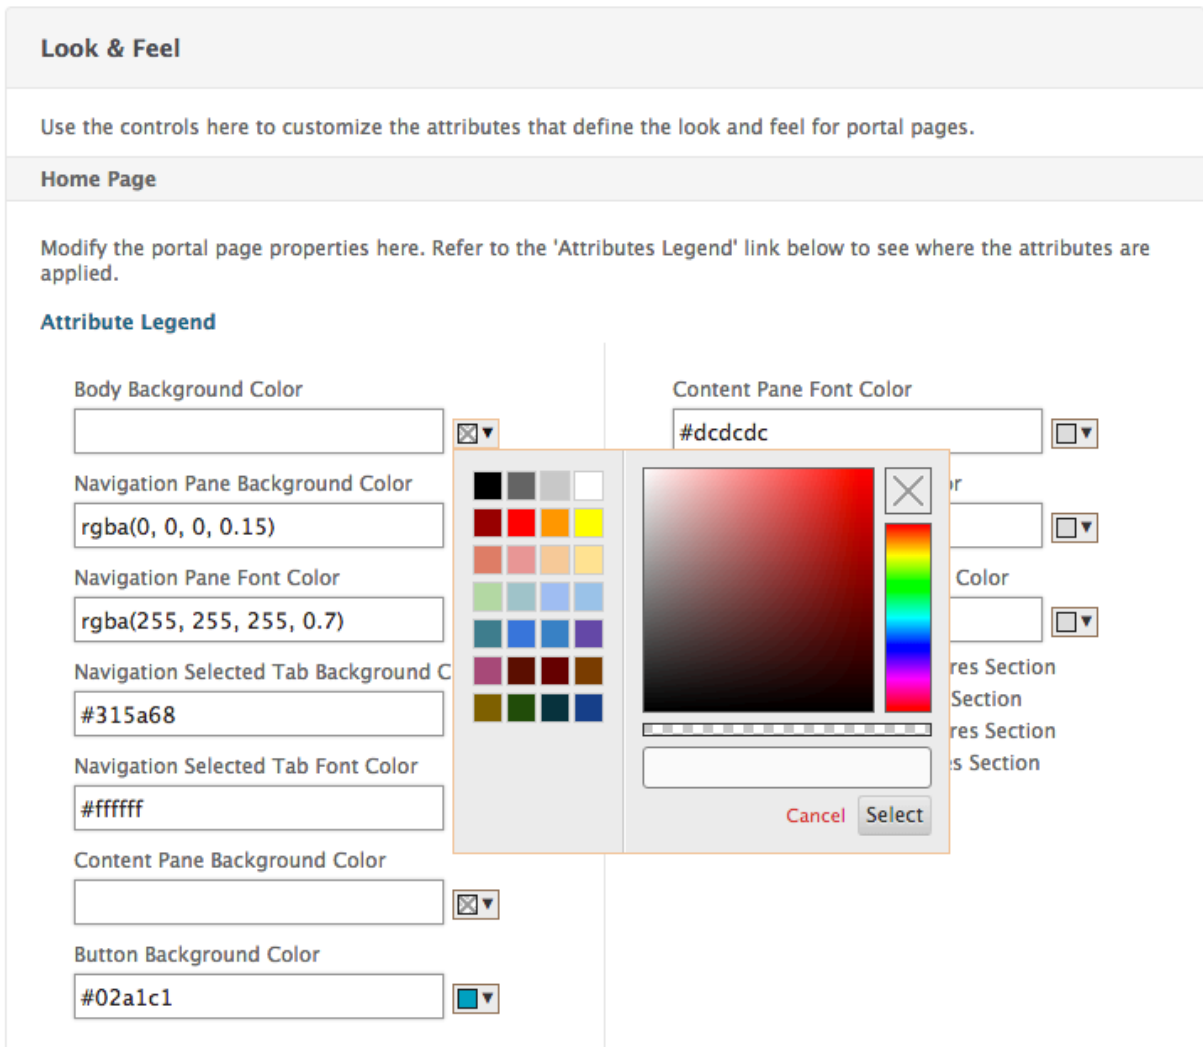 Look & Feel
Use the controls here to customize the attributes that define the look and feel for portal pages.
Home Page
Modify the portal page properties here. Refer to the 'Attributes Legend' link below to see where the attributes are
applied.
Attribute Legend
Body Background Color
Navigation Pane Background Color
rgba(0, 0, 0, 0.15)
Navigation Pane Font Color
rgba(255, 255, 255, 0.7)
Navigation Selected Tab Background C
#315a68
Navigation Selected Tab Font Color
#ffffff
Content Pane Background Color
Button Background Color
#02a1c1
Content Pane Font Color
#dcdcdc
Color
Section
Section
Section
Section
Cancel Select